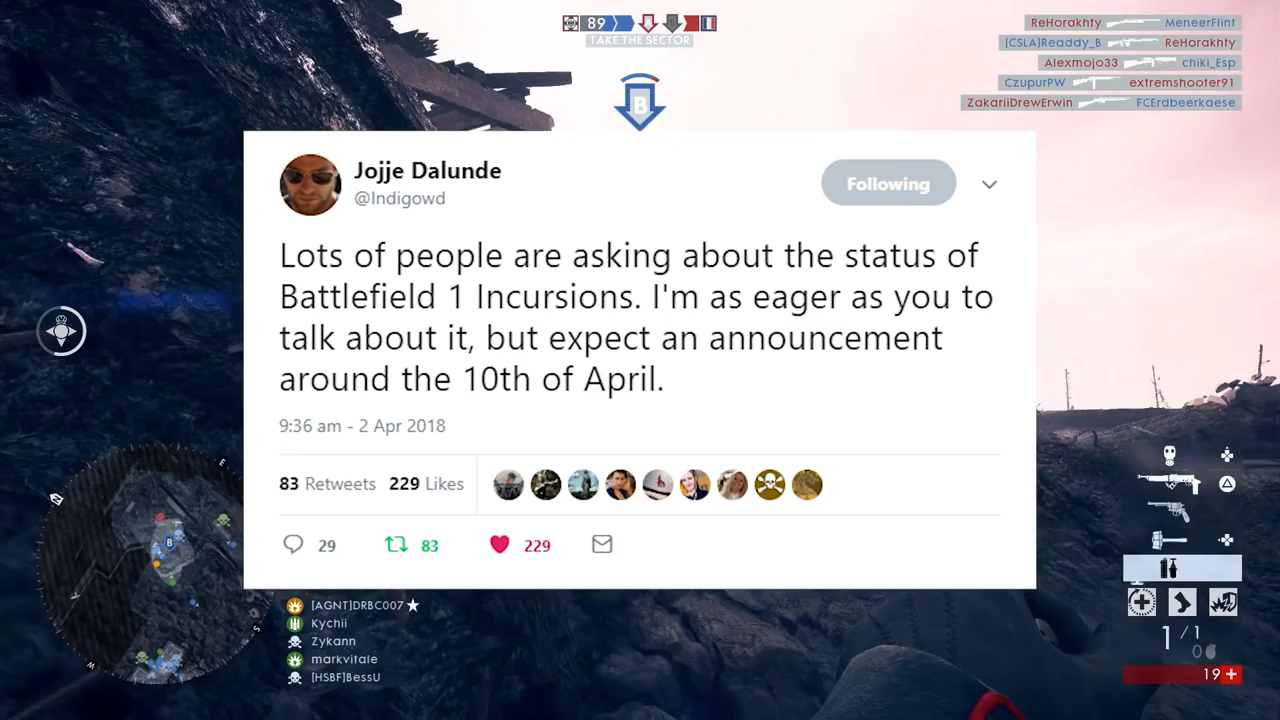 89
TAKE THE SECTOR
B
ReHorakhty MeneerFlint
[CSLA]Readdy_B ReHorakhty
Alexmojo33 chiki_Esp
CzupurPW extremshooter91
ZakariiDrewErwin FCErdbeerkaese
Jojje Dalunde
@Indigowd
Following
Lots of people are asking about the status of
Battlefield 1 Incursions. I'm as eager as you to
talk about it, but expect an announcement
around the 10th of April.
9:36 am - 2 Apr 2018
83 Retweets 229 Likes
29 83 229
E
N
B
S
W
[AGNT]DRBC007
Kychii
Zykann
markvitale
[HSBF]BessU
1 / 1
0
19